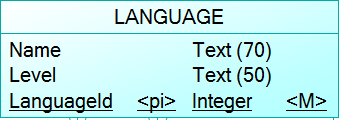 LANGUAGE
Name Text (70)
Level Text (50)
LanguageId <pi> Integer <M>